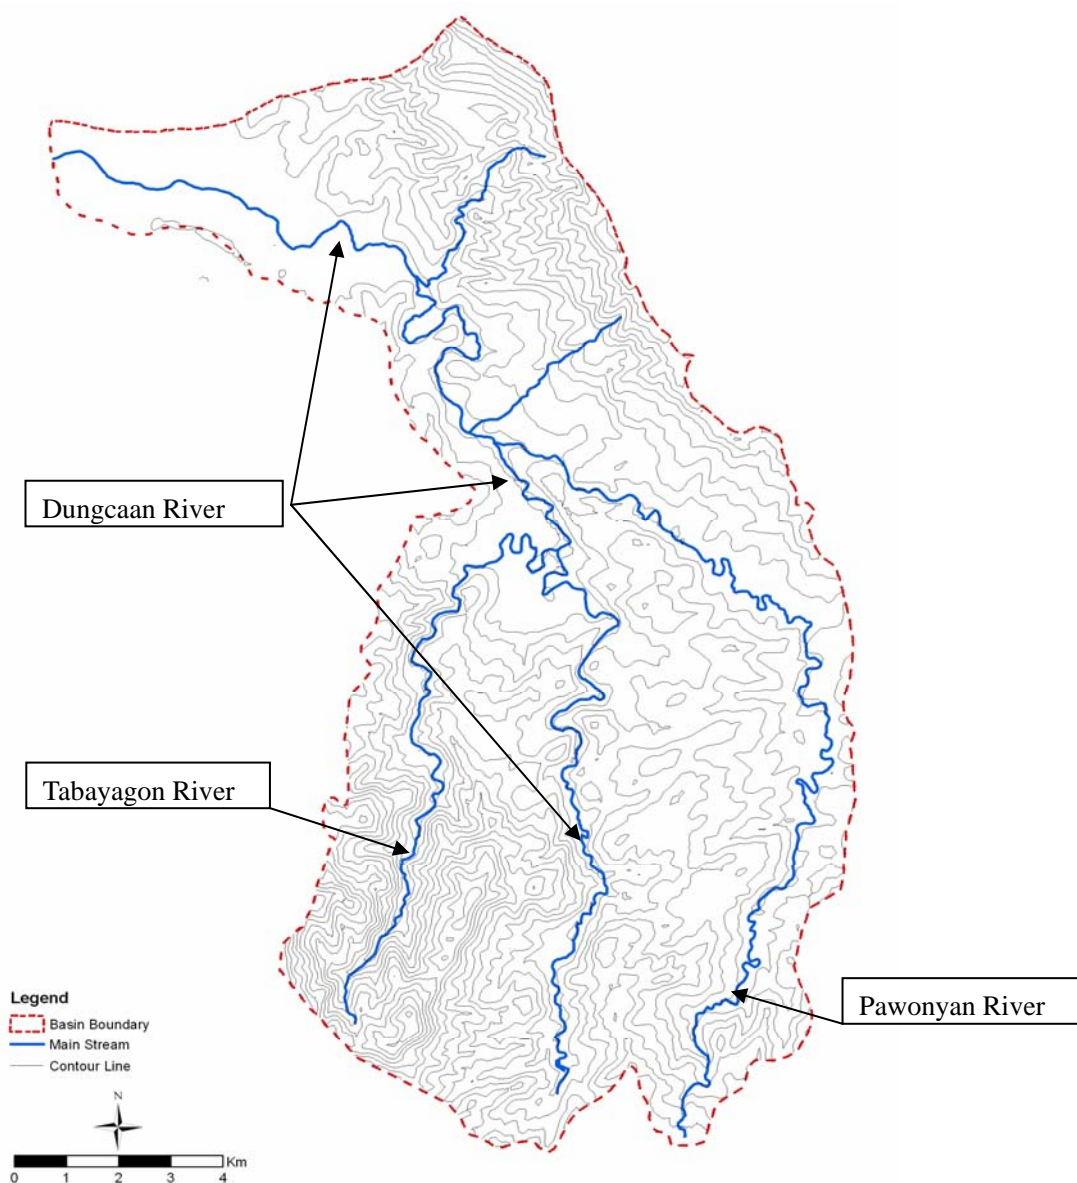 Dungcaan River
Tabayagon River
Pawonyan River
Legend
Basin Boundary
Main Stream
Contour Line
N
Km
0 1 2 3 4